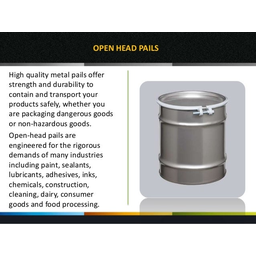 OPEN HEAD PAILS
High quality metal pails offer
strength and durability to
contain and transport your
products safely, whether you
are packaging dangerous goods
or non-hazardous goods.
Open-head pails are
engineered for the rigorous
demands of many industries
including paint, sealants,
lubricants, adhesives, inks,
chemicals, construction,
cleaning, dairy, consumer
goods and food processing.